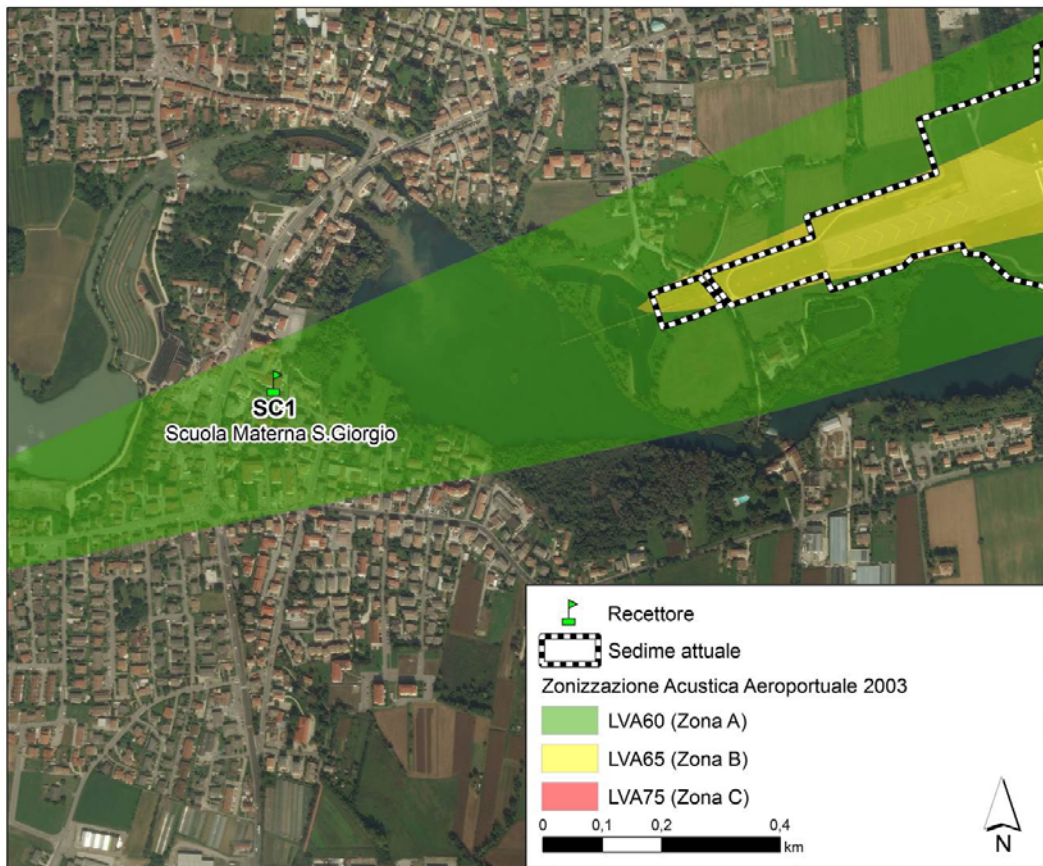 SC1
Scuola Materna S.Giorgio
Recettore
Sedime attuale
Zonizzazione Acustica Aeroportuale 2003
LVA60 (Zona A)
LVA65 (Zona B)
LVA75 (Zona C)
0 0,1 0,2 0,4
km
N